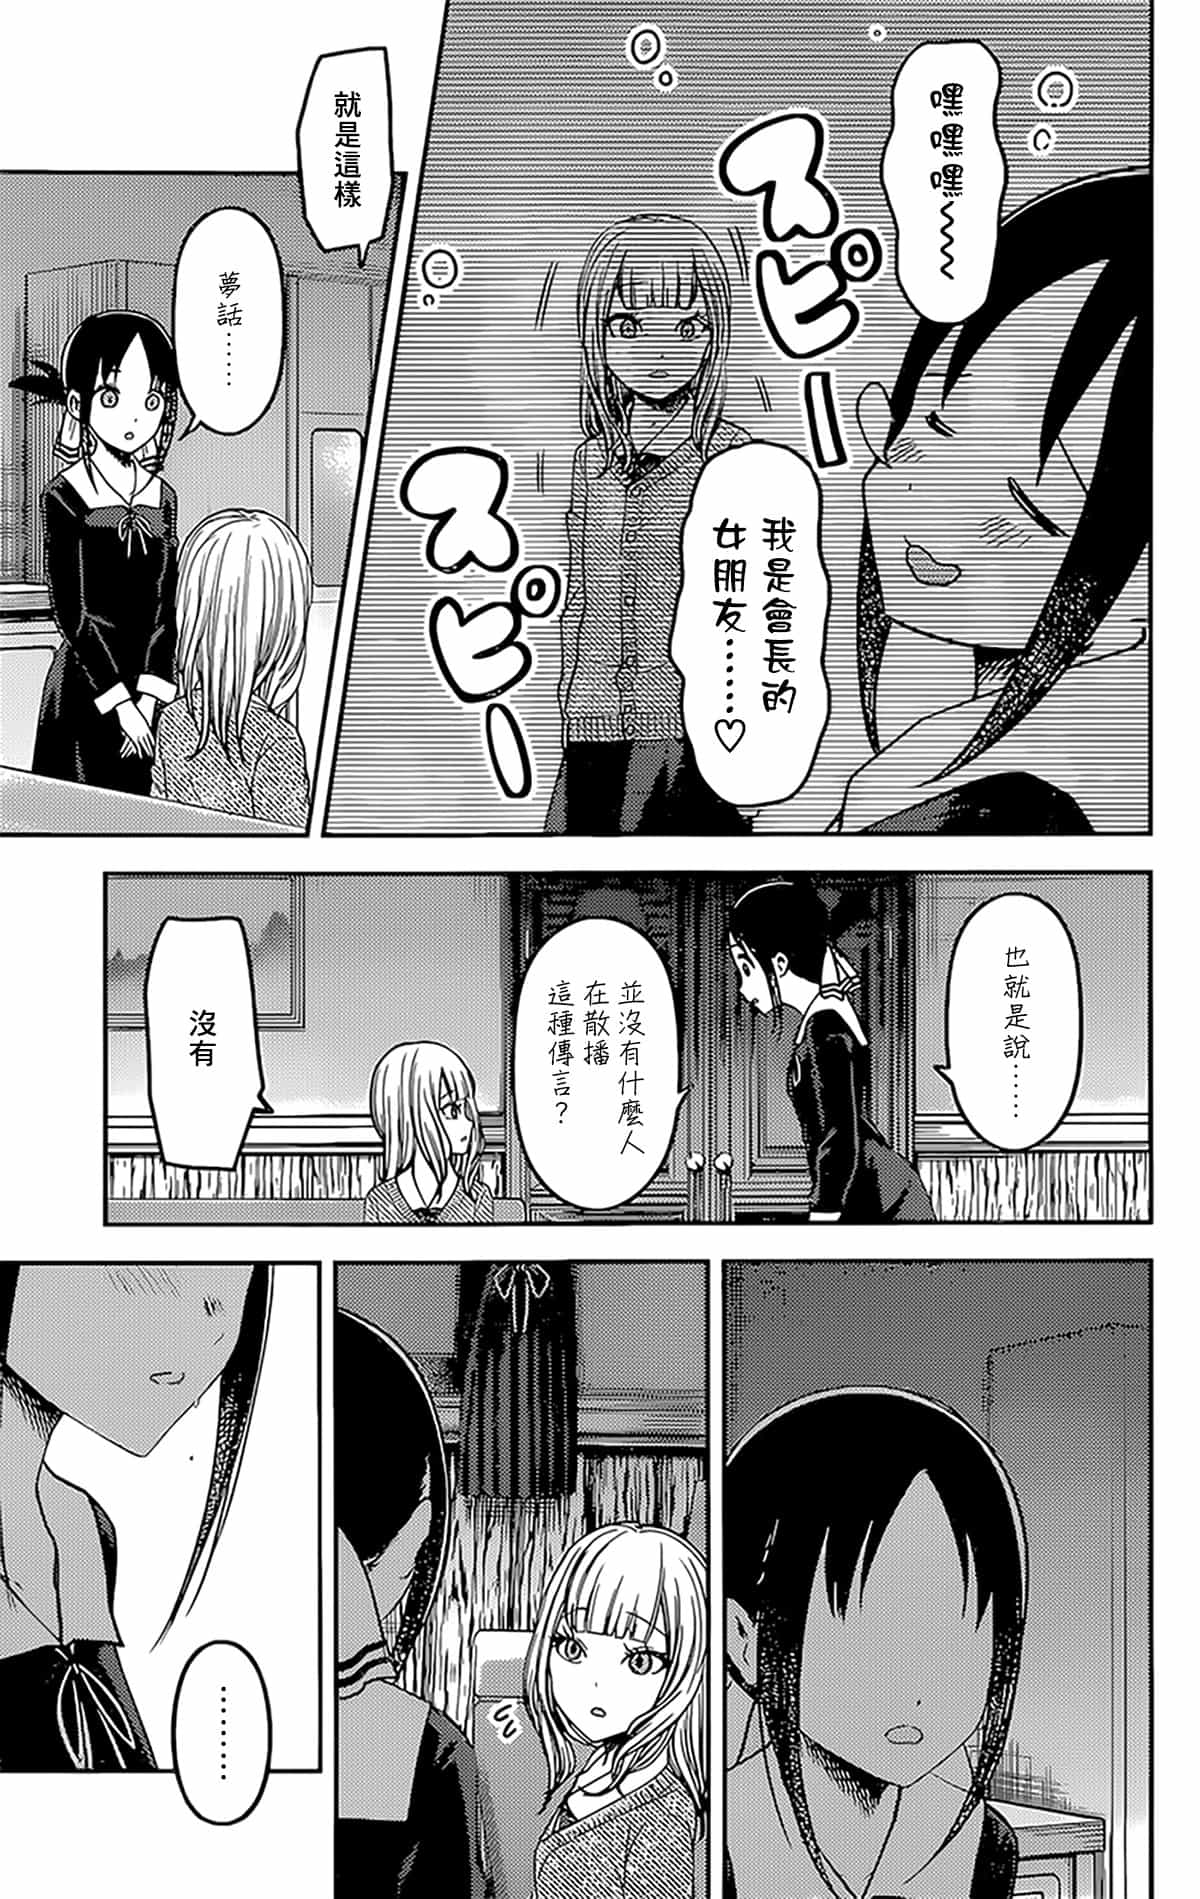 嘿嘿嘿~~~
スピー
我是會長的
女朋友……♡
スピー
就是這樣
夢話……
也就是說……
並沒有什麼人
在散播
這種傳言?
沒有
……